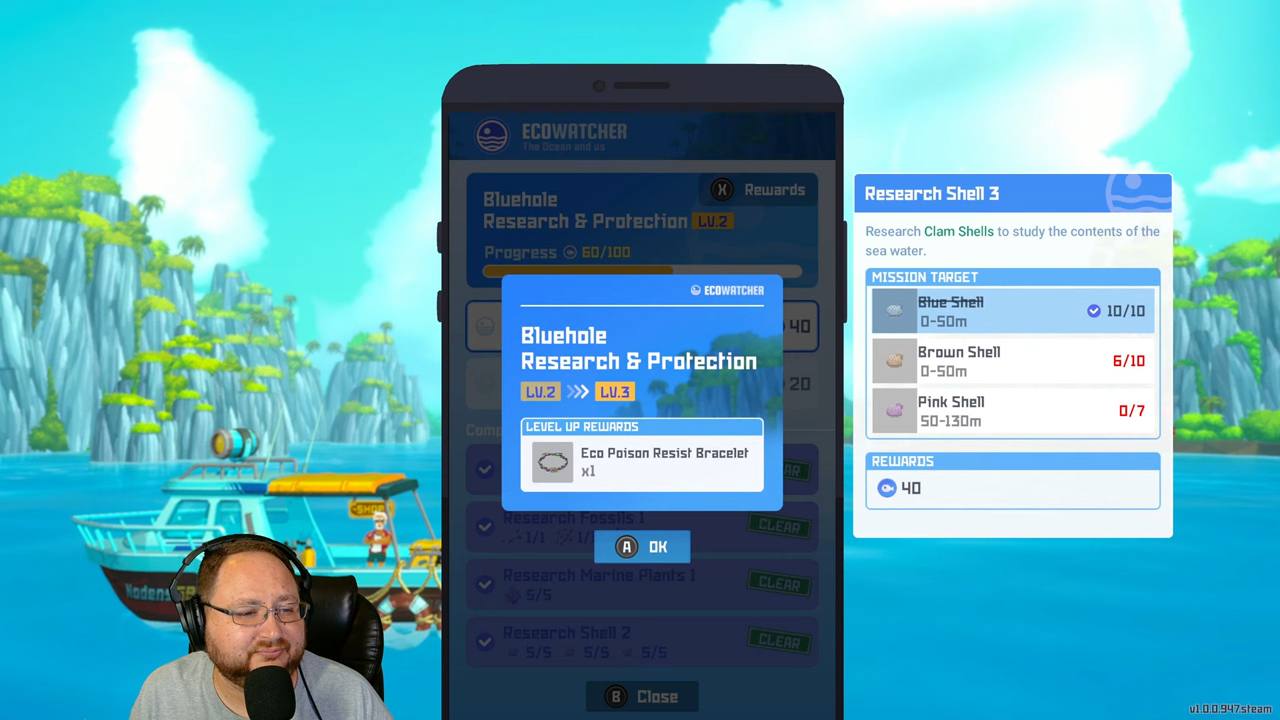 ECOWATCHER
The Ocean and us
Bluehole
Research & Protection LV.2
X Rewards
Progress 60/100
40
20
ECOWATCHER
Bluehole
Research & Protection
LV.2 LV.3
LEVEL UP REWARDS
Eco Poison Resist Bracelet
x1
A OK
Research Fossils 1
1/1
CLEAR
Research Marine Plants 1
5/5
CLEAR
Research Shell 2
5/5 5/5 5/5
CLEAR
B Close
Research Shell 3
Research Clam Shells to study the contents of the
sea water.
MISSION TARGET
Blue Shell
0-50m
10/10
Brown Shell
0-50m
6/10
Pink Shell
50-130m
0/7
REWARDS
40
SHOP
v1.0.0.947.steam